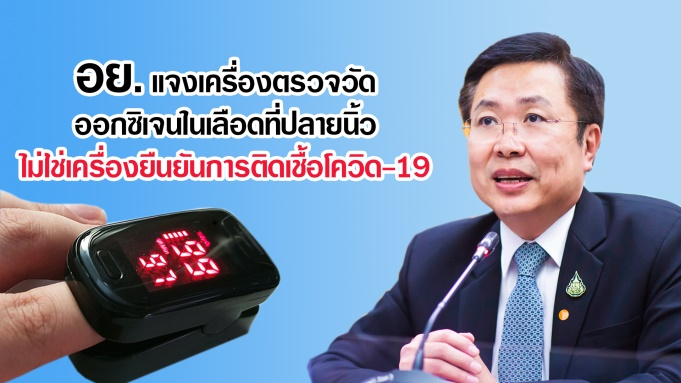 อย. แจงเครื่องตรวจวัด
ออกซิเจนในเลือดที่ปลายนิ้ว
ไม่ใช่เครื่องยืนยันการติดเชื้อโควิด-19